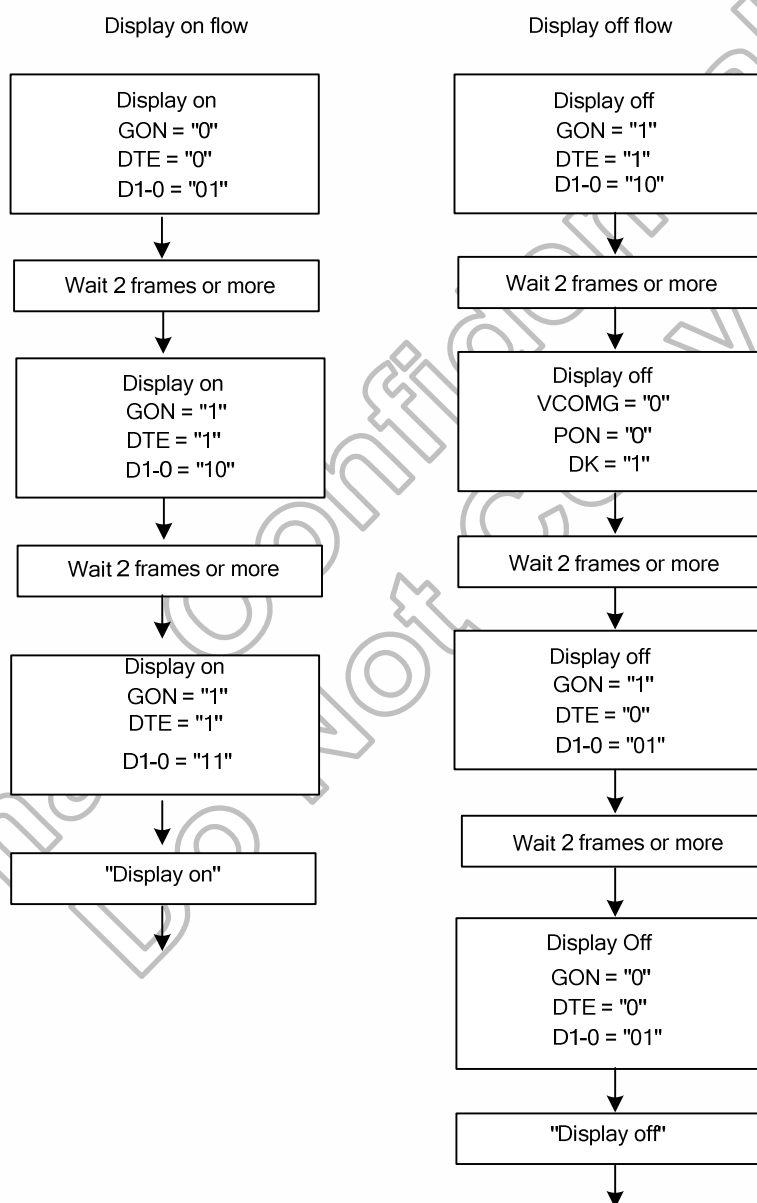 Display on flow
Display on
GON = "0"
DTE = "0"
D1-0 = "01"
Wait 2 frames or more
Display on
GON = "1"
DTE = "1"
D1-0 = "10"
Wait 2 frames or more
Display on
GON = "1"
DTE = "1"
D1-0 = "11"
"Display on"
Display off flow
Display off
GON = "1"
DTE = "1"
D1-0 = "10"
Wait 2 frames or more
Display off
VCOMG = "0"
PON = "0"
DK = "1"
Wait 2 frames or more
Display off
GON = "1"
DTE = "0"
D1-0 = "01"
Wait 2 frames or more
Display Off
GON = "0"
DTE = "0"
D1-0 = "01"
"Display off"
Do Not